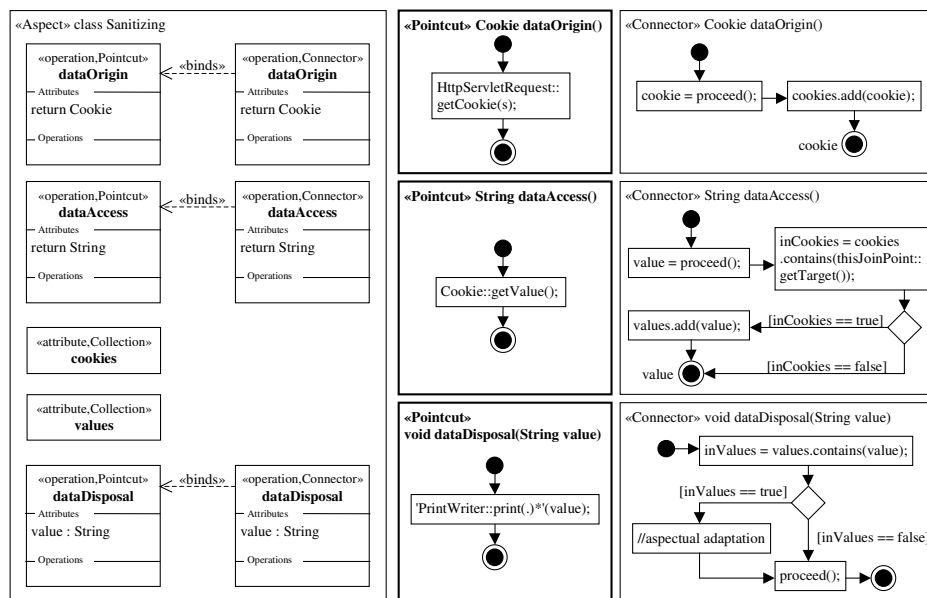 «Aspect» class Sanitizing
«operation,Pointcut»
dataOrigin
Attributes
return Cookie
Operations
«binds»
«operation,Connector»
dataOrigin
Attributes
return Cookie
Operations
«operation,Pointcut»
dataAccess
Attributes
return String
Operations
«binds»
«operation,Connector»
dataAccess
Attributes
return String
Operations
«attribute,Collection»
cookies
«attribute,Collection»
values
«operation,Pointcut»
dataDisposal
Attributes
value : String
Operations
«binds»
«operation,Connector»
dataDisposal
Attributes
value : String
Operations
«Pointcut» Cookie dataOrigin()
HttpServletRequest::
getCookie(s);
«Connector» Cookie dataOrigin()
cookie = proceed();
cookies.add(cookie);
cookie
«Pointcut» String dataAccess()
Cookie::getValue();
«Connector» String dataAccess()
value = proceed();
inCookies = cookies
.contains(thisJoinPoint::
getTarget());
values.add(value);
[inCookies == true]
value
[inCookies == false]
«Pointcut»
void dataDisposal(String value)
'PrintWriter::print(.)*'(value);
«Connector» void dataDisposal(String value)
inValues = values.contains(value);
[inValues == true]
//aspectual adaptation
[inValues == false]
proceed();